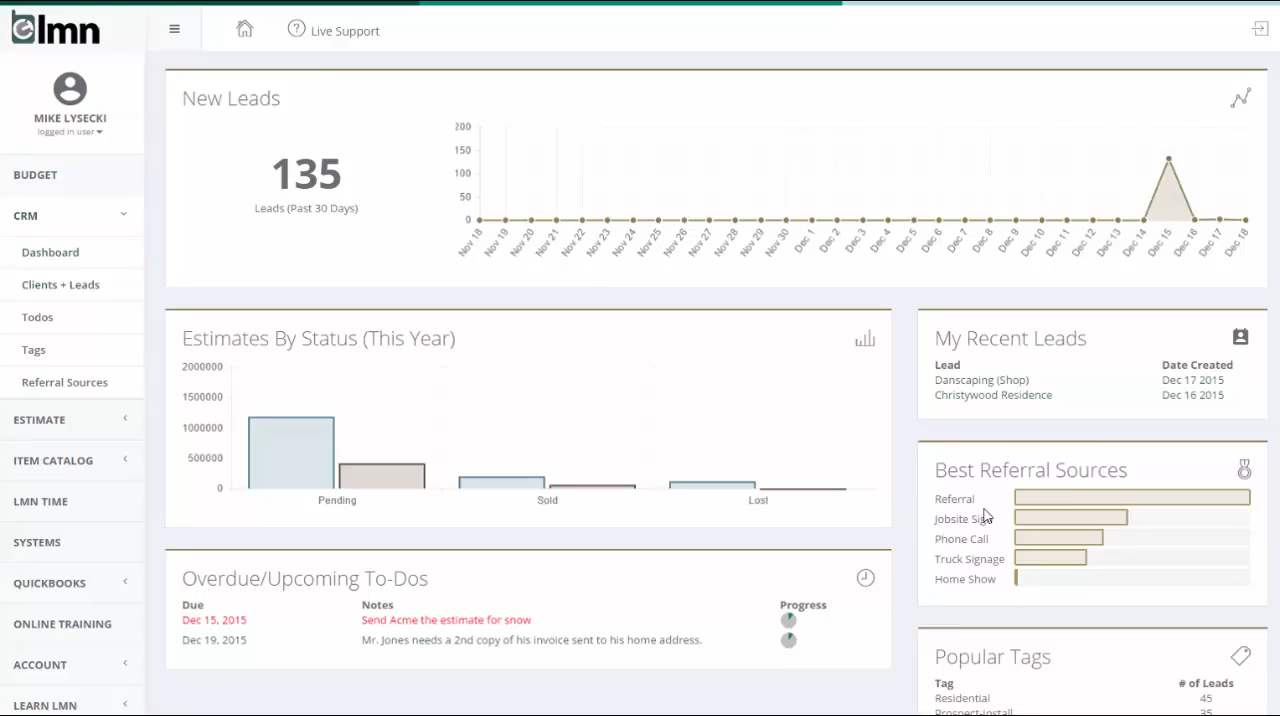 lmn
Live Support
MIKE LYSECKI
logged in user
BUDGET
CRM
Dashboard
Clients + Leads
Todos
Tags
Referral Sources
ESTIMATE
ITEM CATALOG
LMN TIME
SYSTEMS
QUICKBOOKS
ONLINE TRAINING
ACCOUNT
LEARN LMN
New Leads
135
Leads (Past 30 Days)
200
150
100
50
0
Nov 18 Nov 19 Nov 20 Nov 21 Nov 22 Nov 23 Nov 24 Nov 25 Nov 26 Nov 27 Nov 28 Nov 29 Nov 30 Dec 1 Dec 2 Dec 3 Dec 4 Dec 5 Dec 6 Dec 7 Dec 8 Dec 9 Dec 10 Dec 11 Dec 12 Dec 13 Dec 14 Dec 15 Dec 16 Dec 17 Dec 18
Estimates By Status (This Year)
2000000
1500000
1000000
500000
0
Pending Sold Lost
Overdue/Upcoming To-Dos
Due Notes Progress
Dec 15, 2015 Send Acme the estimate for snow
Dec 19, 2015 Mr. Jones needs a 2nd copy of his invoice sent to his home address.
My Recent Leads
Lead Date Created
Danscaping (Shop) Dec 17 2015
Christywood Residence Dec 16 2015
Best Referral Sources
Referral
Jobsite
Phone Call
Truck Signage
Home Show
Popular Tags
Tag # of Leads
Residential 45
Prospect-Install 35